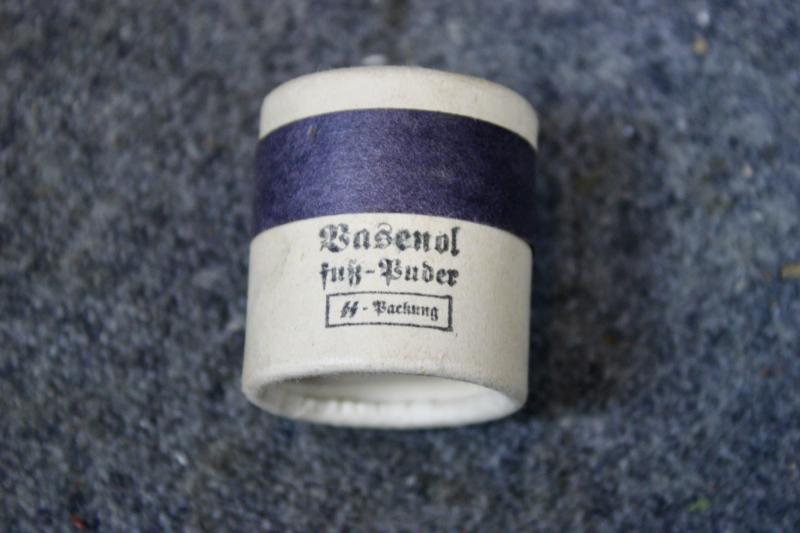 Vasenol
Fuß-Puder
SS-Packung